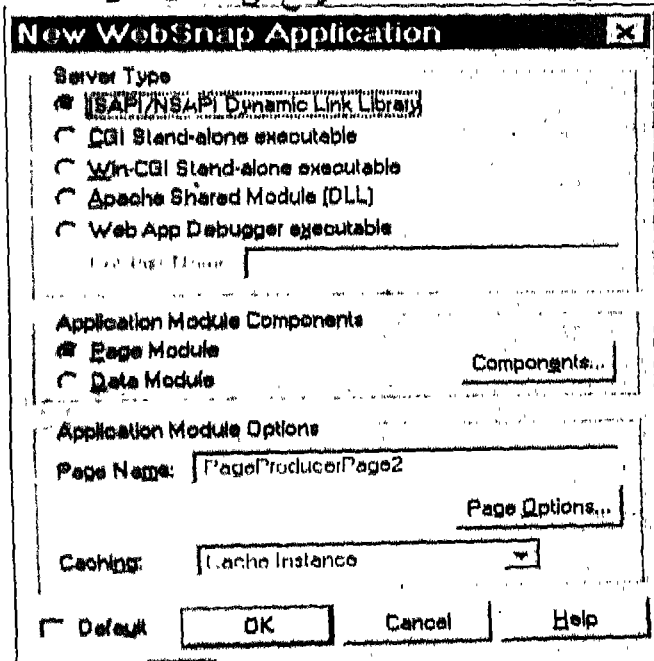 New WebSnap Application
Server Type
ISAPI/NSAPI Dynamic Link Library
CGI Stand-alone executable
Win-CGI Stand-alone executable
Apache Shared Module (DLL)
Web App Debugger executable
Application Module Components
Page Module
Data Module
Components...
Application Module Options
Page Name: PageProducerPage2
Page Options...
Caching: Cache Instance
Default OK Cancel Help